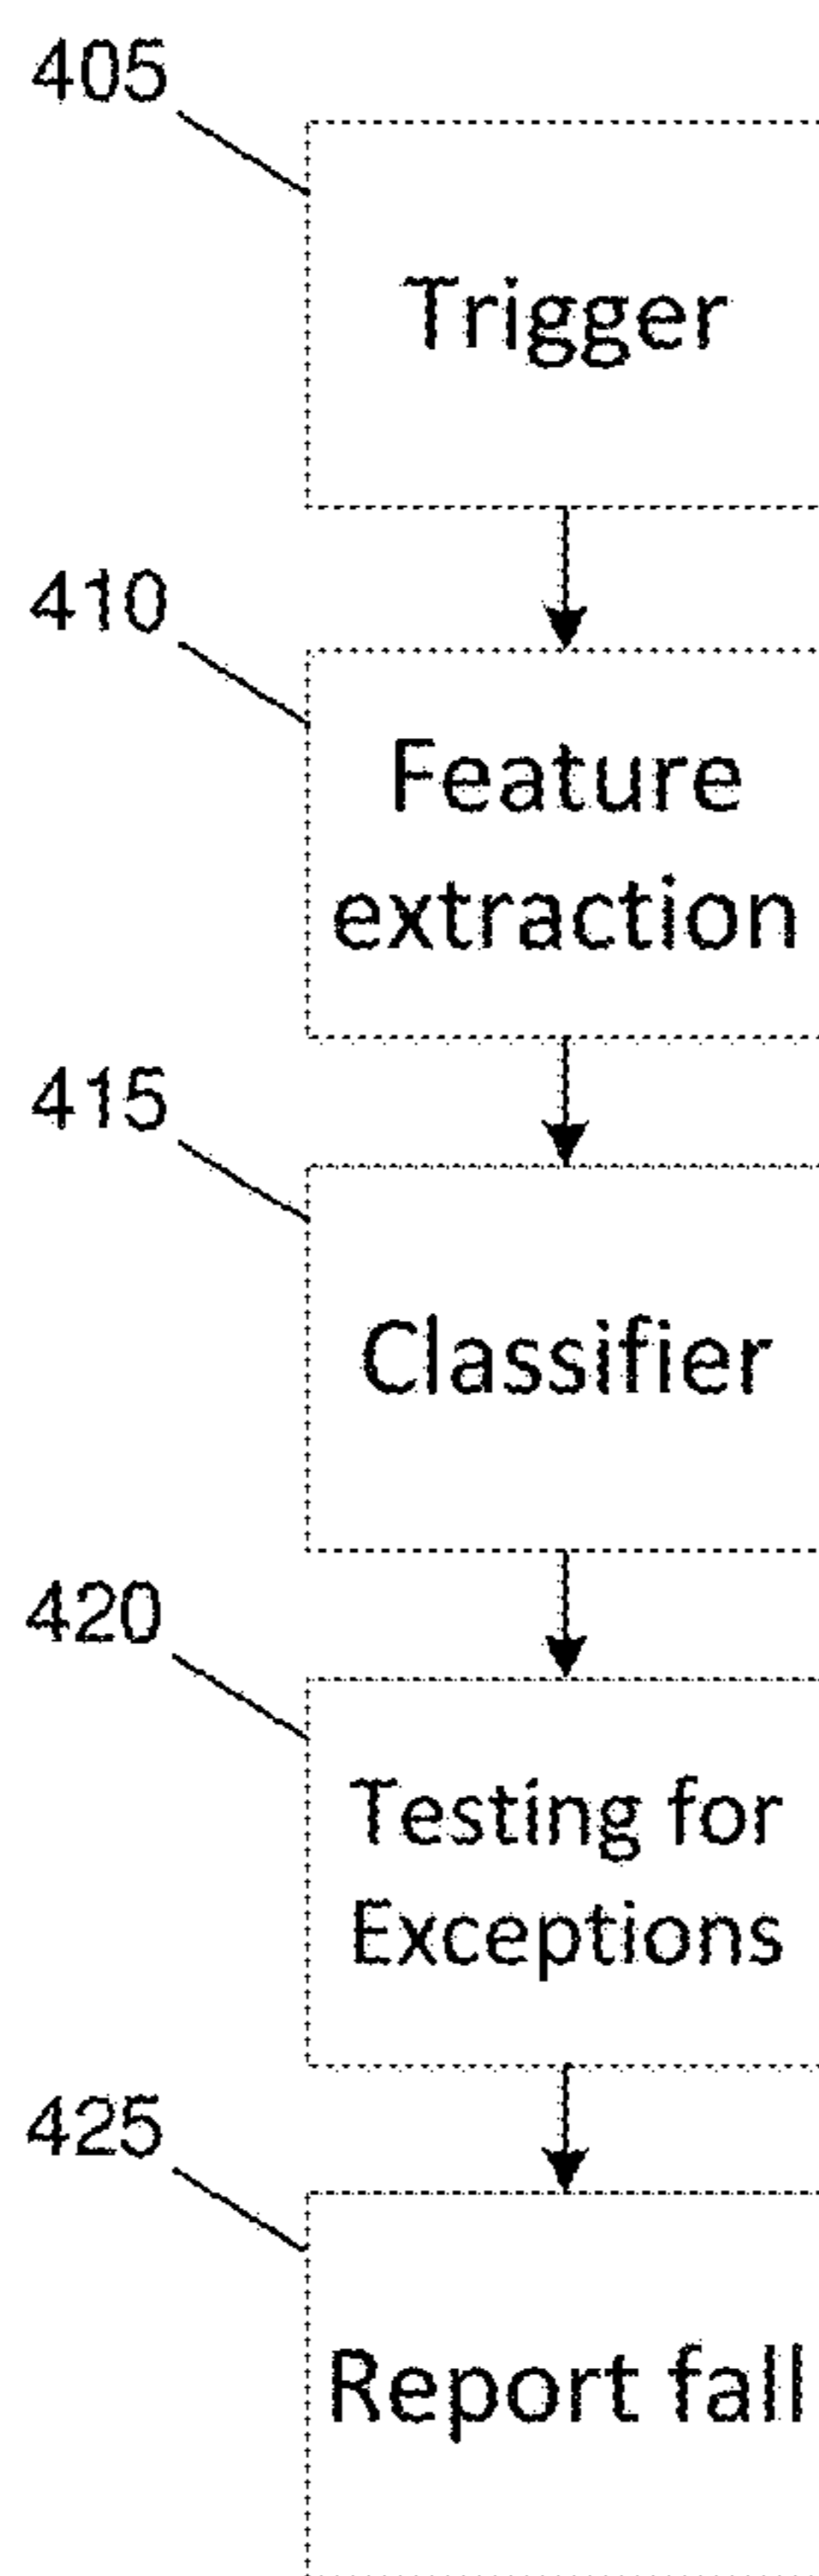 405
Trigger
410
Feature
extraction
415
Classifier
420
Testing for
Exceptions
425
Report fall